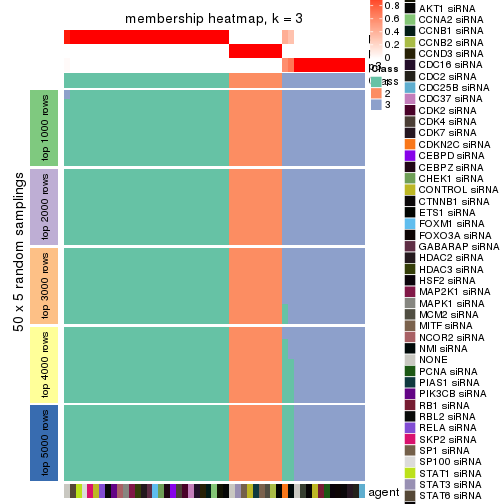 membership heatmap, k = 3
0.8
0.6
0.4
0.2
0
p3
Class
1
2
3
50 x 5 random samplings
top 1000 rows
top 2000 rows
top 3000 rows
top 4000 rows
top 5000 rows
agent
AKT1 siRNA
CCNA2 siRNA
CCNB1 siRNA
CCNB2 siRNA
CCND3 siRNA
CDC16 siRNA
CDC2 siRNA
CDC25B siRNA
CDC37 siRNA
CDK2 siRNA
CDK4 siRNA
CDK7 siRNA
CDKN2C siRNA
CEBPD siRNA
CEBPZ siRNA
CHEK1 siRNA
CONTROL siRNA
CTNNB1 siRNA
ETS1 siRNA
FOXM1 siRNA
FOXO3A siRNA
GABARAP siRNA
HDAC2 siRNA
HDAC3 siRNA
HSF2 siRNA
MAP2K1 siRNA
MAPK1 siRNA
MCM2 siRNA
MITF siRNA
NCOR2 siRNA
NMI siRNA
NONE
PCNA siRNA
PIAS1 siRNA
PIK3CB siRNA
RB1 siRNA
RBL2 siRNA
RELA siRNA
SKP2 siRNA
SP1 siRNA
SP100 siRNA
STAT1 siRNA
STAT3 siRNA
STAT6 siRNA